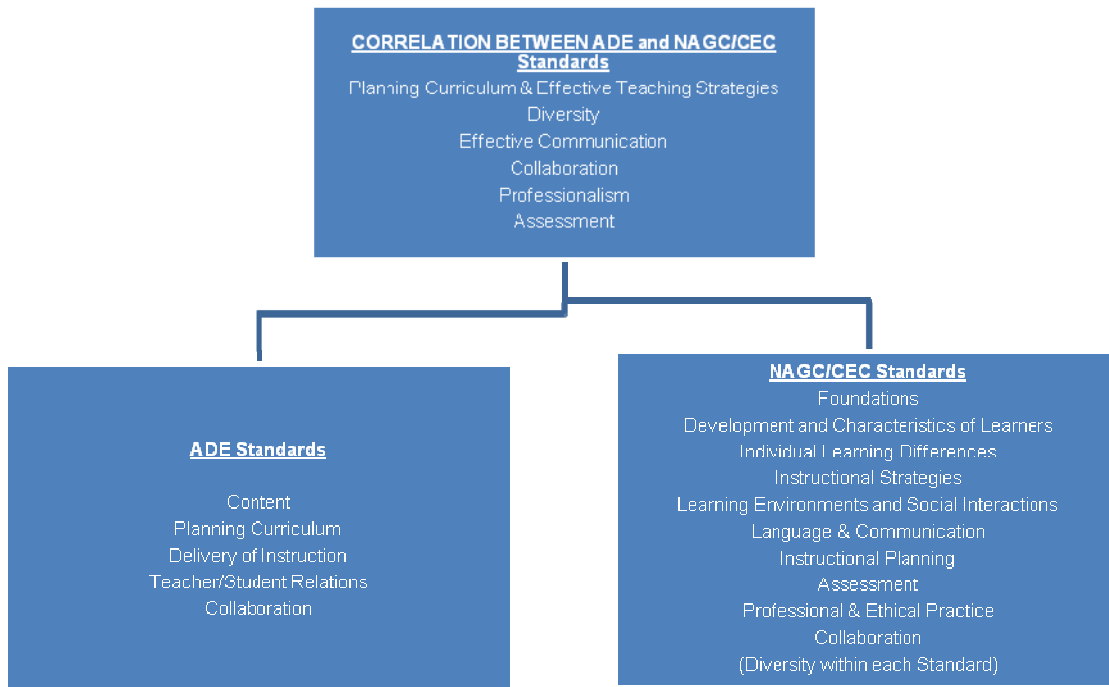 CORRELATION BETWEEN ADE and NAGC/CEC
Standards
Planning Curriculum & Effective Teaching Strategies
Diversity
Effective Communication
Collaboration
Professionalism
Assessment
ADE Standards
Content
Planning Curriculum
Delivery of Instruction
Teacher/Student Relations
Collaboration
NAGC/CEC Standards
Foundations
Development and Characteristics of Learners
Individual Learning Differences
Instructional Strategies
Learning Environments and Social Interactions
Language & Communication
Instructional Planning
Assessment
Professional & Ethical Practice
Collaboration
(Diversity within each Standard)